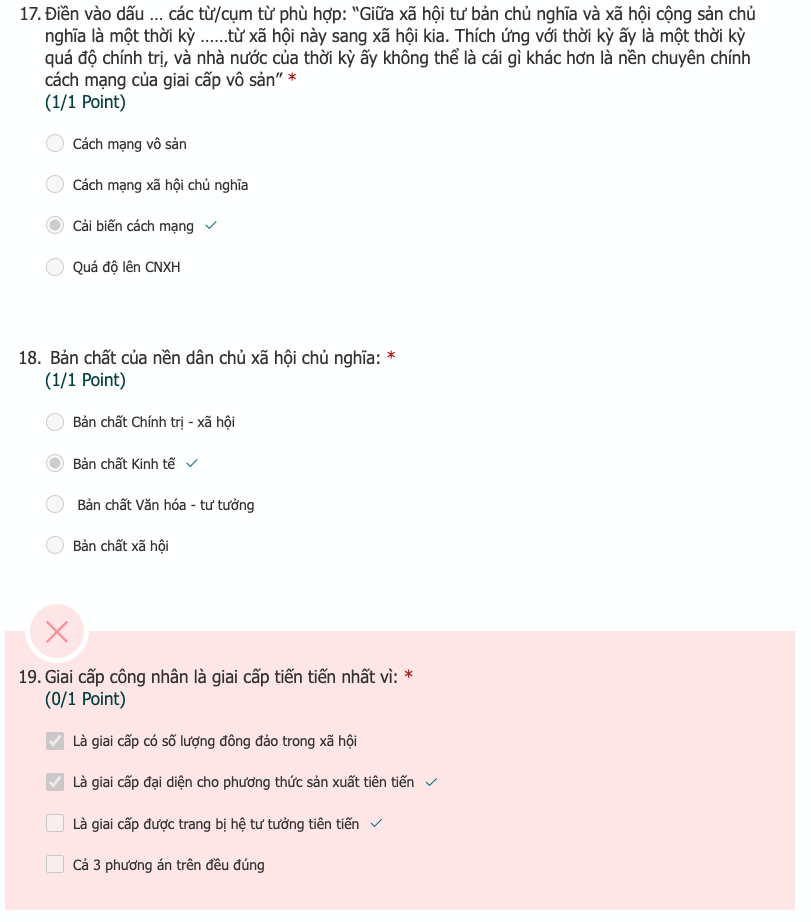 17. Điền vào dấu ... các từ/cụm từ phù hợp: “Giữa xã hội tư bản chủ nghĩa và xã hội cộng sản chủ
nghĩa là một thời kỳ ......từ xã hội này sang xã hội kia. Thích ứng với thời kỳ ấy là một thời kỳ
quá độ chính trị, và nhà nước của thời kỳ ấy không thể là cái gì khác hơn là nền chuyên chính
cách mạng của giai cấp vô sản” *
(1/1 Point)
Cách mạng vô sản
Cách mạng xã hội chủ nghĩa
Cải biến cách mạng
Quá độ lên CNXH
18. Bản chất của nền dân chủ xã hội chủ nghĩa: *
(1/1 Point)
Bản chất Chính trị - xã hội
Bản chất Kinh tế
Bản chất Văn hóa - tư tưởng
Bản chất xã hội
19. Giai cấp công nhân là giai cấp tiến tiến nhất vì: *
(0/1 Point)
Là giai cấp có số lượng đông đảo trong xã hội
Là giai cấp đại diện cho phương thức sản xuất tiên tiến
Là giai cấp được trang bị hệ tư tưởng tiên tiến
Cả 3 phương án trên đều đúng